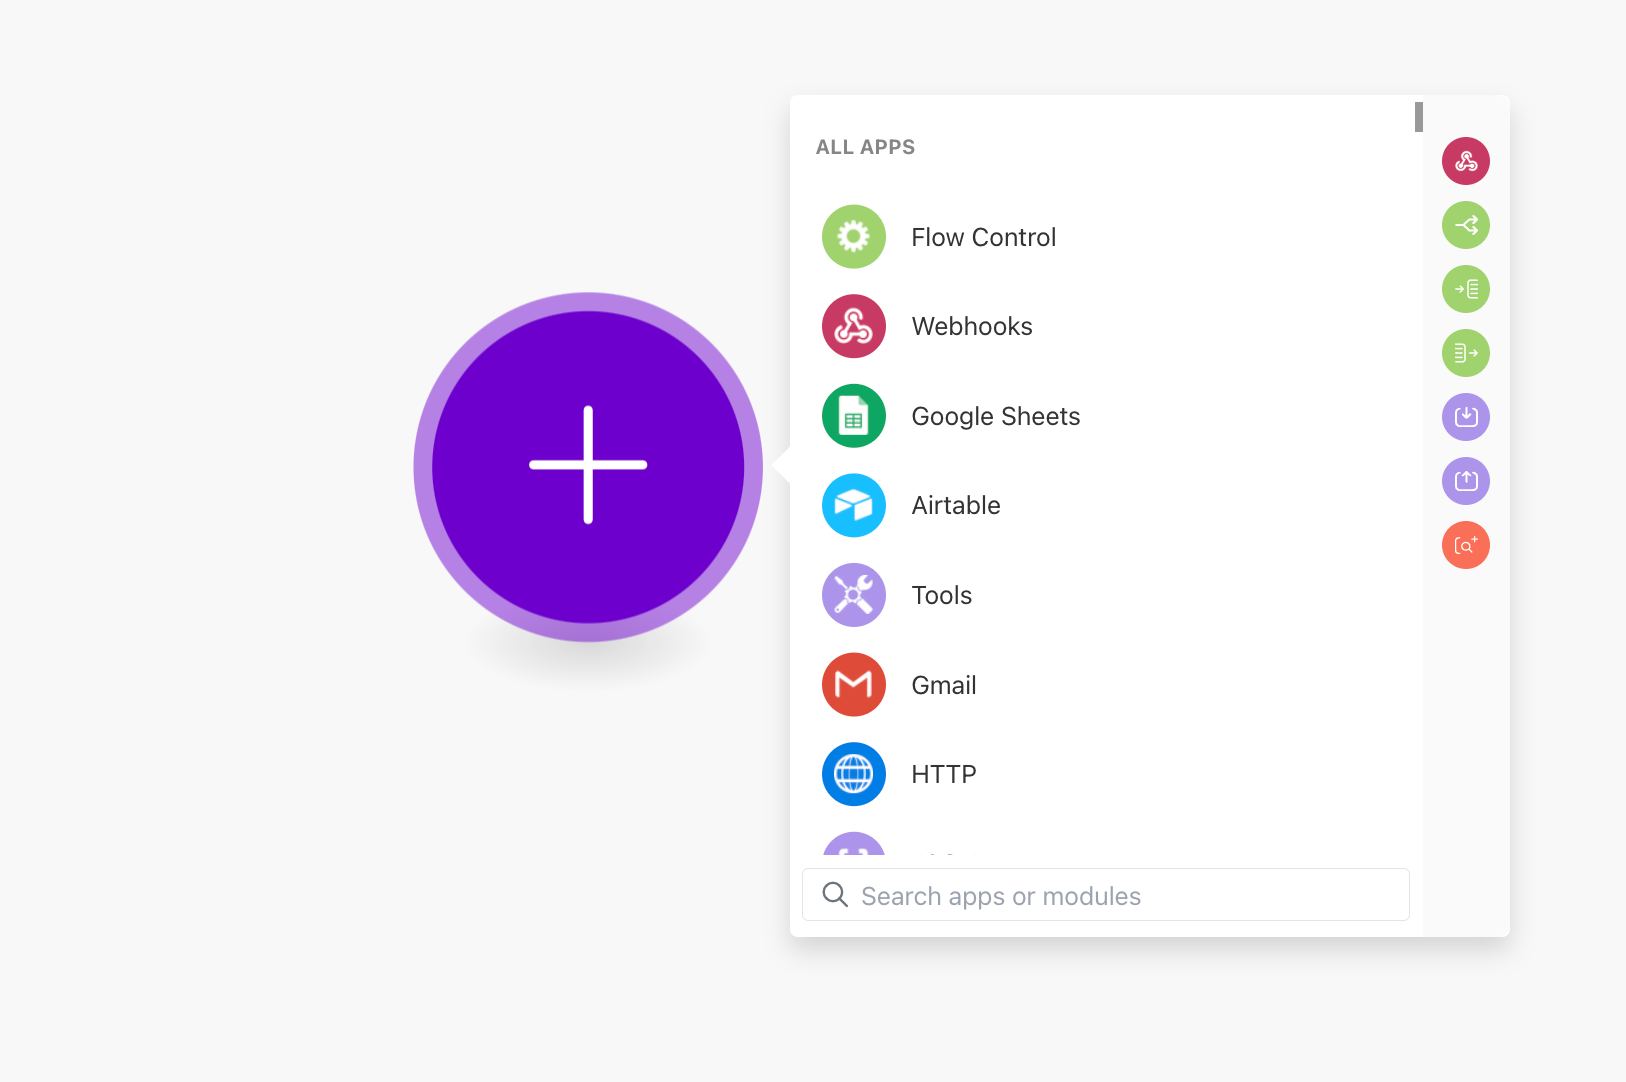 ALL APPS
Flow Control
Webhooks
Google Sheets
Airtable
Tools
Gmail
HTTP
Search apps or modules